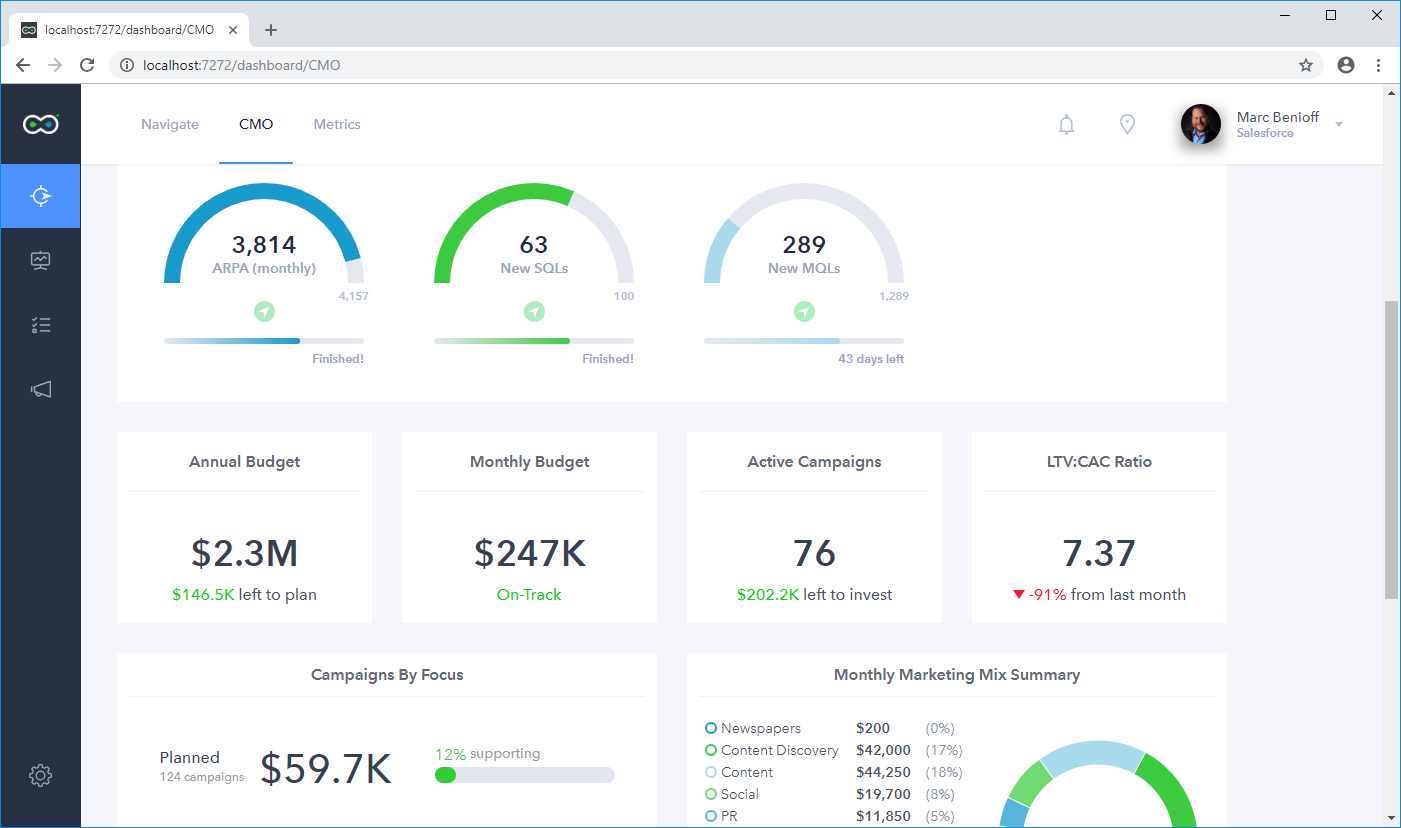 localhost:7272/dashboard/CMO
localhost:7272/dashboard/CMO
Navigate
CMO
Metrics
Marc Benioff
Salesforce
3,814
ARPA (monthly)
4,157
Finished!
63
New SQLs
100
Finished!
289
New MQLs
1,289
43 days left
Annual Budget
$2.3M
$146.5K left to plan
Monthly Budget
$247K
On-Track
Active Campaigns
76
$202.2K left to invest
LTV:CAC Ratio
7.37
-91% from last month
Campaigns By Focus
Planned
124 campaigns
$59.7K
12% supporting
Monthly Marketing Mix Summary
Newspapers $200 (0%)
Content Discovery $42,000 (17%)
Content $44,250 (18%)
Social $19,700 (8%)
PR $11,850 (5%)